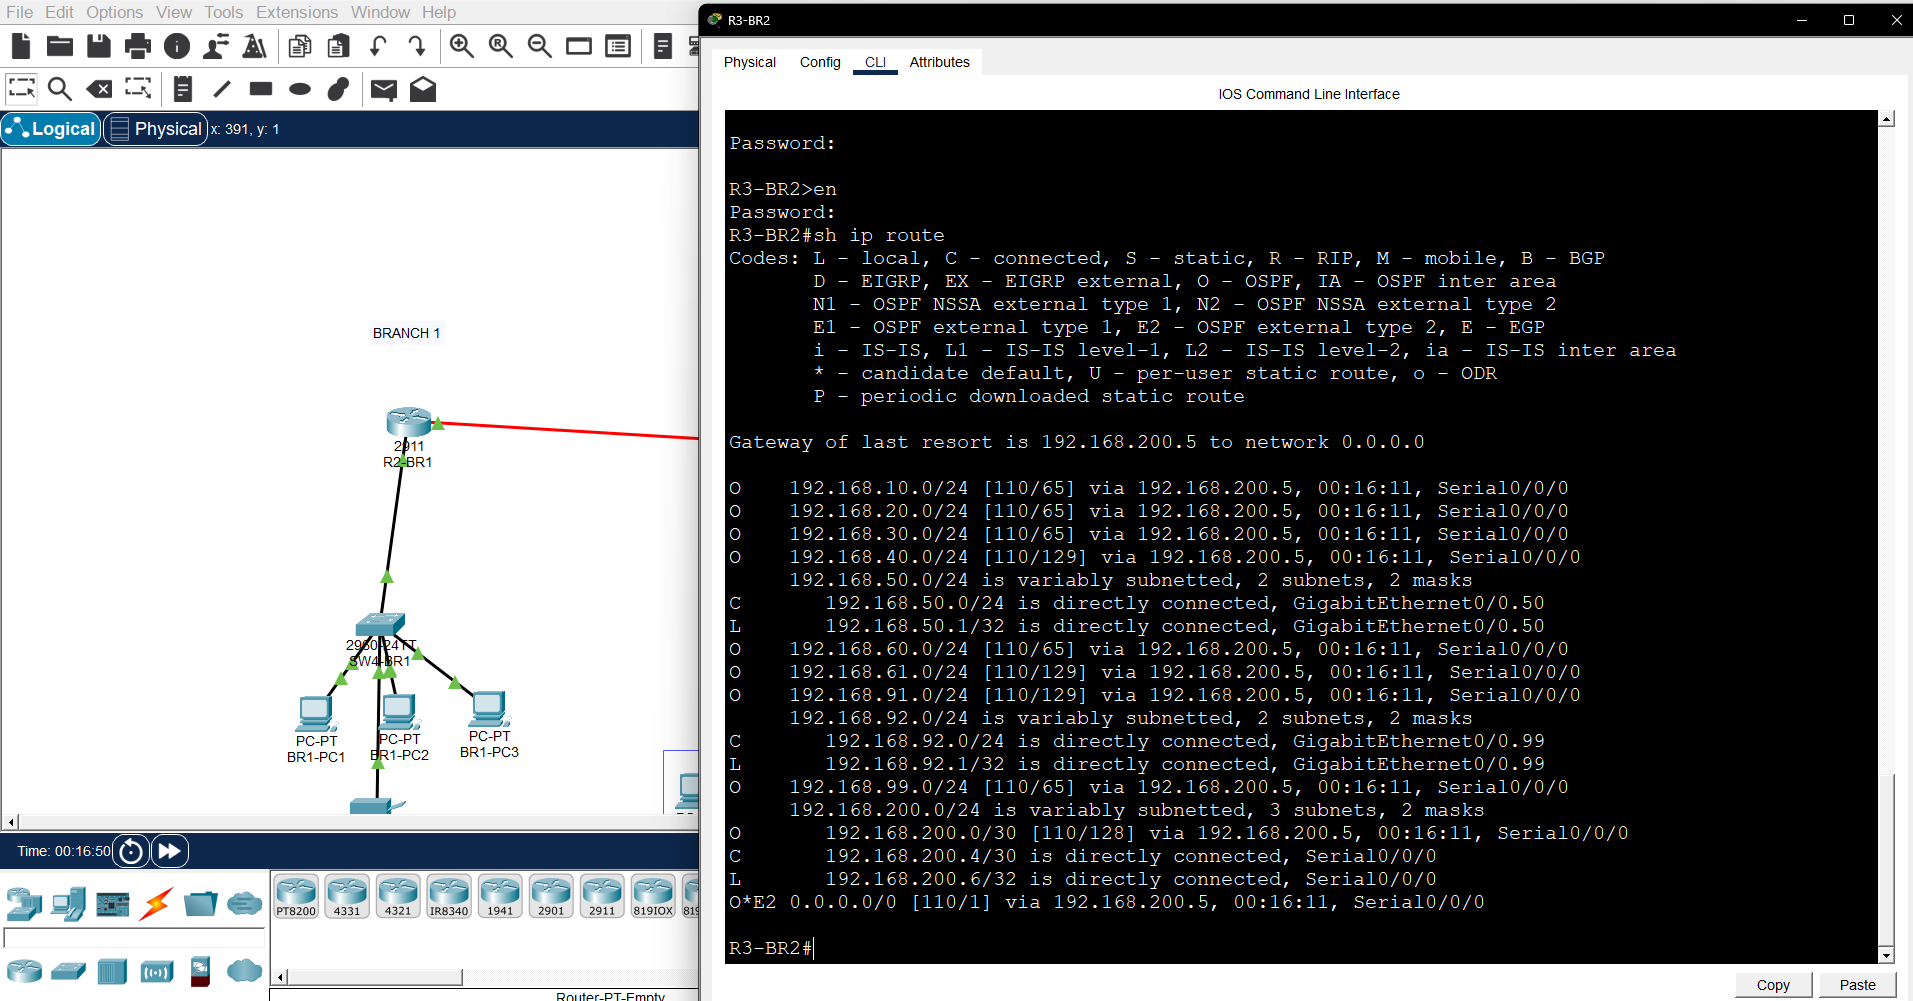 File Edit Options View Tools Extensions Window Help
Logical Physical x: 391, y: 1
BRANCH 1
2911
R2-BR1
2960-24TT
SW4-BR1
PC-PT
BR1-PC1
PC-PT
BR1-PC2
PC-PT
BR1-PC3
Time: 00:16:50
PT8200 4331 4321 IR8340 1941 2901 2911 819IOX 819
Router-PT-Empty
R3-BR2
Physical Config CLI Attributes
IOS Command Line Interface
Password:
R3-BR2>en
Password:
R3-BR2#sh ip route
Codes: L - local, C - connected, S - static, R - RIP, M - mobile, B - BGP
D - EIGRP, EX - EIGRP external, O - OSPF, IA - OSPF inter area
N1 - OSPF NSSA external type 1, N2 - OSPF NSSA external type 2
E1 - OSPF external type 1, E2 - OSPF external type 2, E - EGP
i - IS-IS, L1 - IS-IS level-1, L2 - IS-IS level-2, ia - IS-IS inter area
* - candidate default, U - per-user static route, o - ODR
P - periodic downloaded static route
Gateway of last resort is 192.168.200.5 to network 0.0.0.0
O 192.168.10.0/24 [110/65] via 192.168.200.5, 00:16:11, Serial0/0/0
O 192.168.20.0/24 [110/65] via 192.168.200.5, 00:16:11, Serial0/0/0
O 192.168.30.0/24 [110/65] via 192.168.200.5, 00:16:11, Serial0/0/0
O 192.168.40.0/24 [110/129] via 192.168.200.5, 00:16:11, Serial0/0/0
192.168.50.0/24 is variably subnetted, 2 subnets, 2 masks
C 192.168.50.0/24 is directly connected, GigabitEthernet0/0.50
L 192.168.50.1/32 is directly connected, GigabitEthernet0/0.50
O 192.168.60.0/24 [110/65] via 192.168.200.5, 00:16:11, Serial0/0/0
O 192.168.61.0/24 [110/129] via 192.168.200.5, 00:16:11, Serial0/0/0
O 192.168.91.0/24 [110/129] via 192.168.200.5, 00:16:11, Serial0/0/0
192.168.92.0/24 is variably subnetted, 2 subnets, 2 masks
C 192.168.92.0/24 is directly connected, GigabitEthernet0/0.99
L 192.168.92.1/32 is directly connected, GigabitEthernet0/0.99
O 192.168.99.0/24 [110/65] via 192.168.200.5, 00:16:11, Serial0/0/0
192.168.200.0/24 is variably subnetted, 3 subnets, 2 masks
O 192.168.200.0/30 [110/128] via 192.168.200.5, 00:16:11, Serial0/0/0
C 192.168.200.4/30 is directly connected, Serial0/0/0
L 192.168.200.6/32 is directly connected, Serial0/0/0
O*E2 0.0.0.0/0 [110/1] via 192.168.200.5, 00:16:11, Serial0/0/0
R3-BR2#
Copy Paste